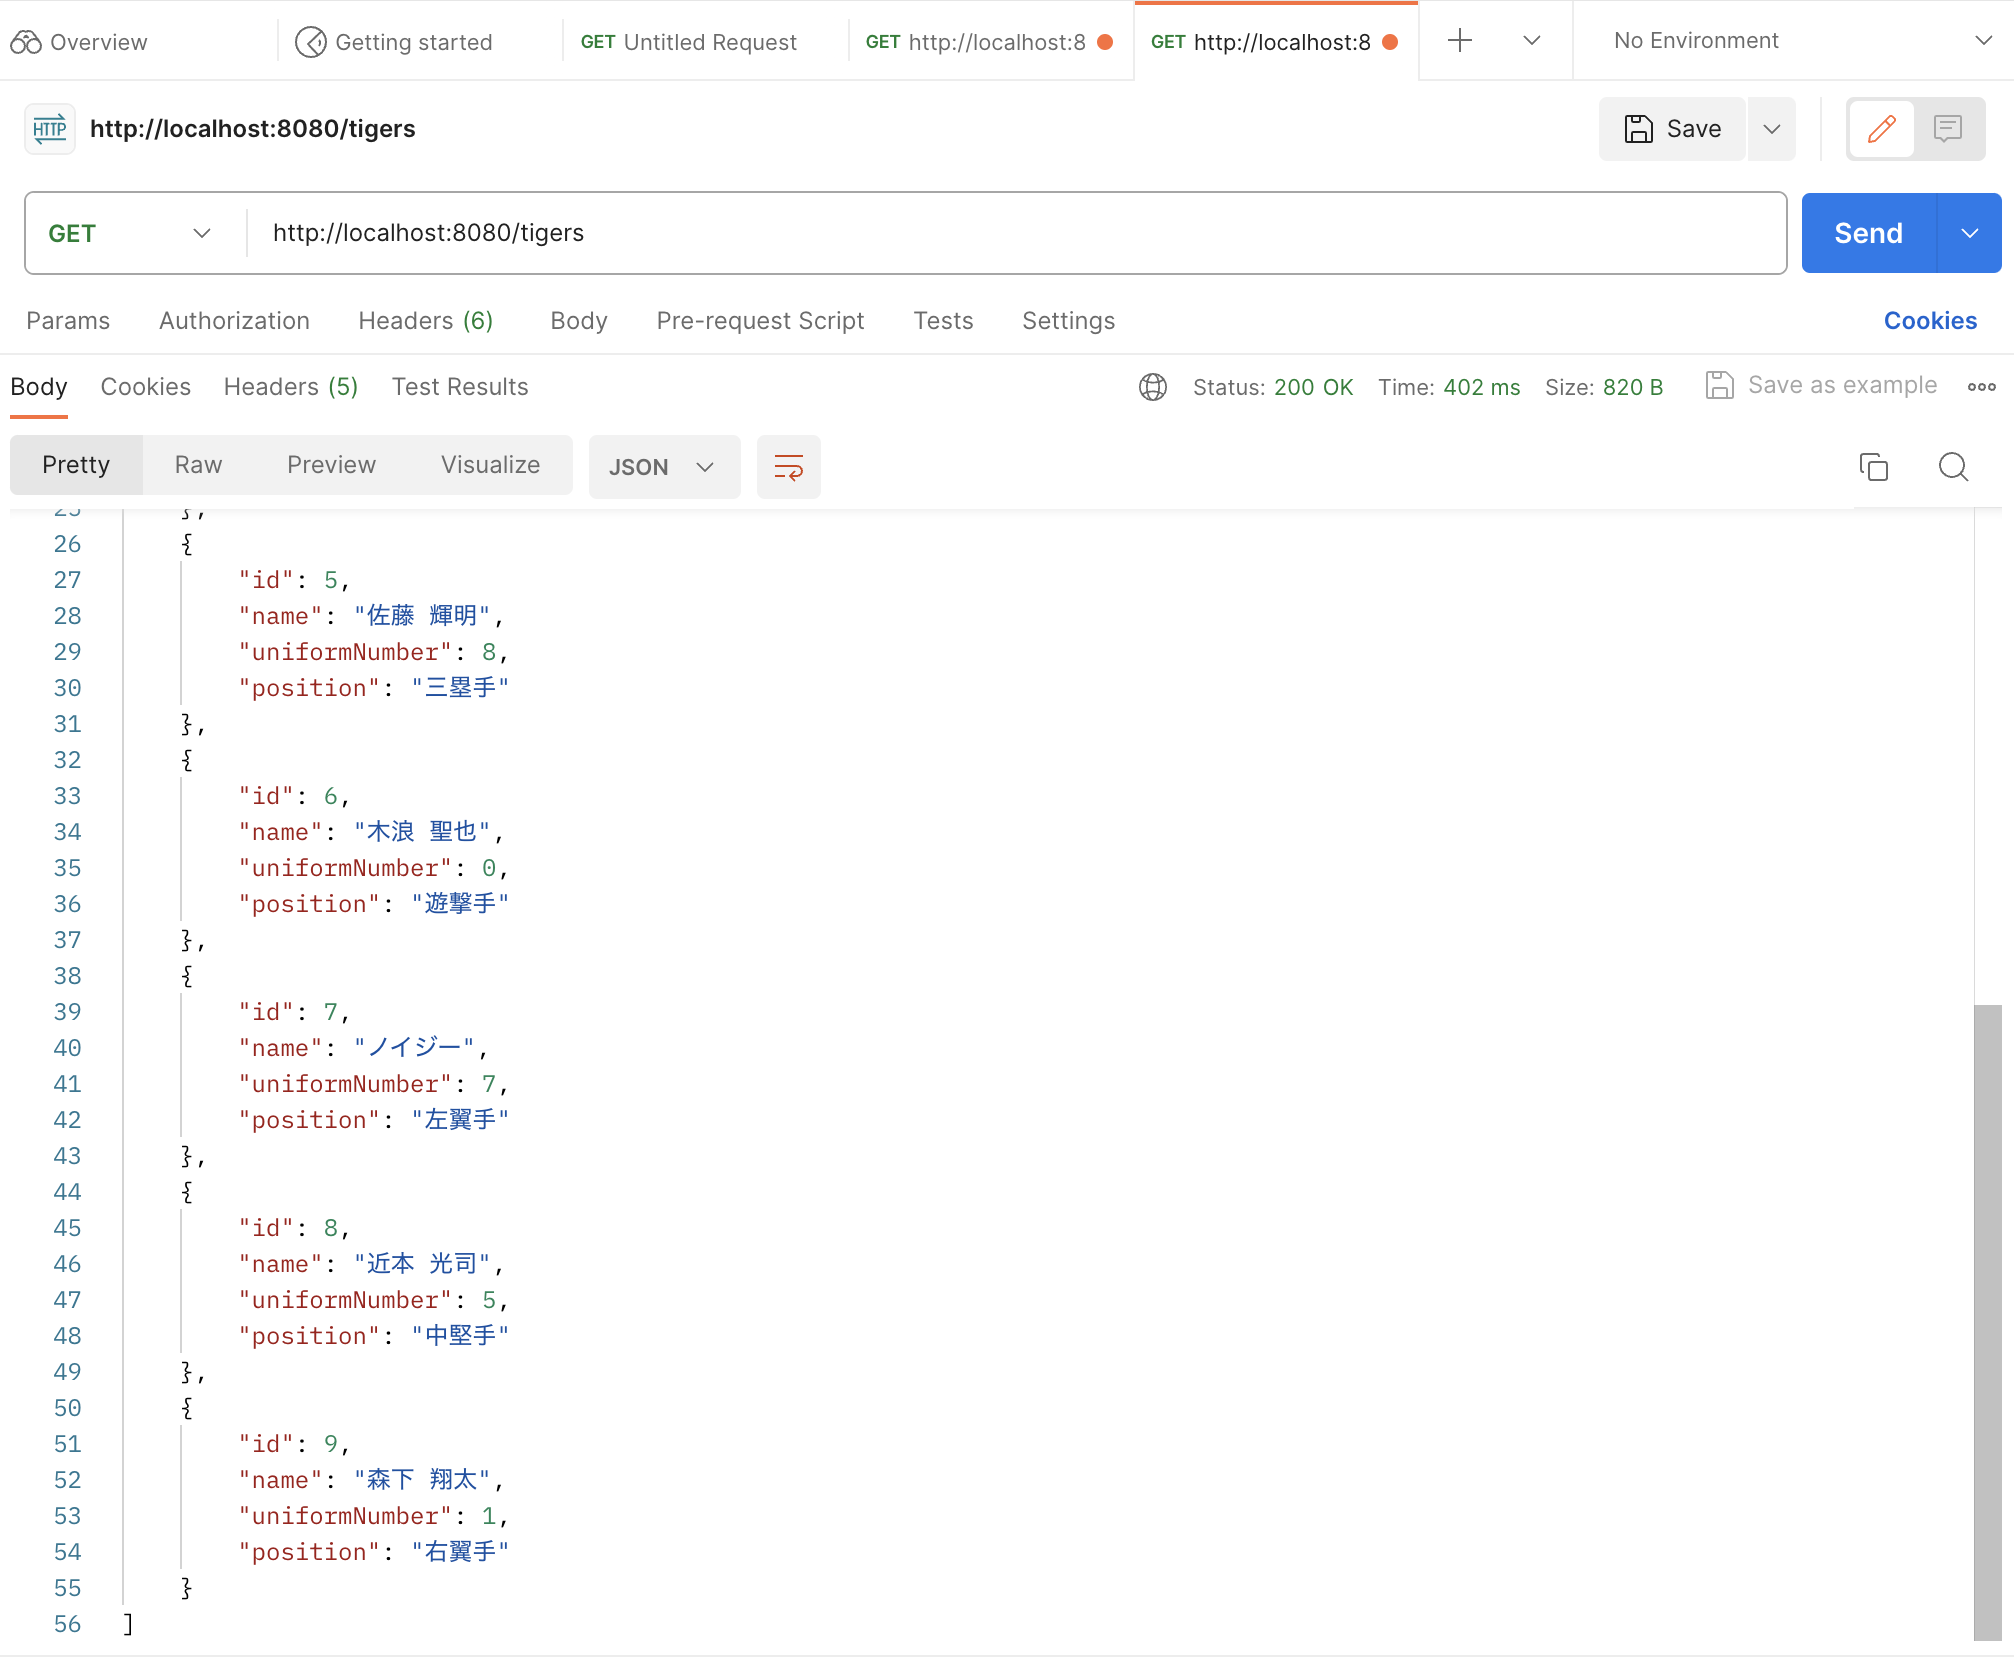 Overview
Getting started
GET Untitled Request
GET http://localhost:8
GET http://localhost:8
No Environment
HTTP
http://localhost:8080/tigers
Save
GET
http://localhost:8080/tigers
Send
Params Authorization Headers (6) Body Pre-request Script Tests Settings
Cookies
Body Cookies Headers (5) Test Results
Status: 200 OK Time: 402 ms Size: 820 B
Save as example
Pretty Raw Preview Visualize
JSON
25 },
26 {
27 "id": 5,
28 "name": "佐藤 輝明",
29 "uniformNumber": 8,
30 "position": "三塁手"
31 },
32 {
33 "id": 6,
34 "name": "木浪 聖也",
35 "uniformNumber": 0,
36 "position": "遊撃手"
37 },
38 {
39 "id": 7,
40 "name": "ノイジー",
41 "uniformNumber": 7,
42 "position": "左翼手"
43 },
44 {
45 "id": 8,
46 "name": "近本 光司",
47 "uniformNumber": 5,
48 "position": "中堅手"
49 },
50 {
51 "id": 9,
52 "name": "森下 翔太",
53 "uniformNumber": 1,
54 "position": "右翼手"
55 }
56 ]